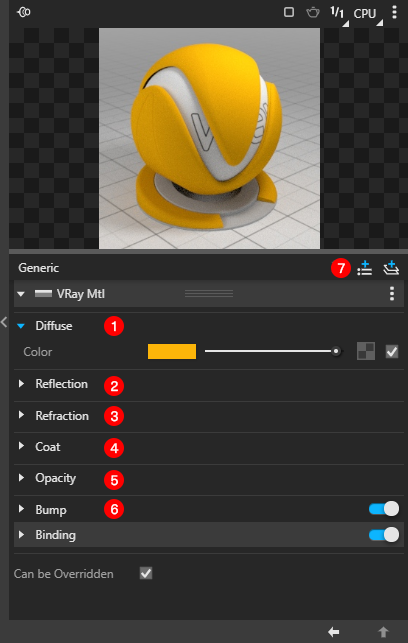 1/1 CPU
V
Generic 7
VRay Mtl
Diffuse 1
Color
Reflection 2
Refraction 3
Coat 4
Opacity 5
Bump 6
Binding
Can be Overridden